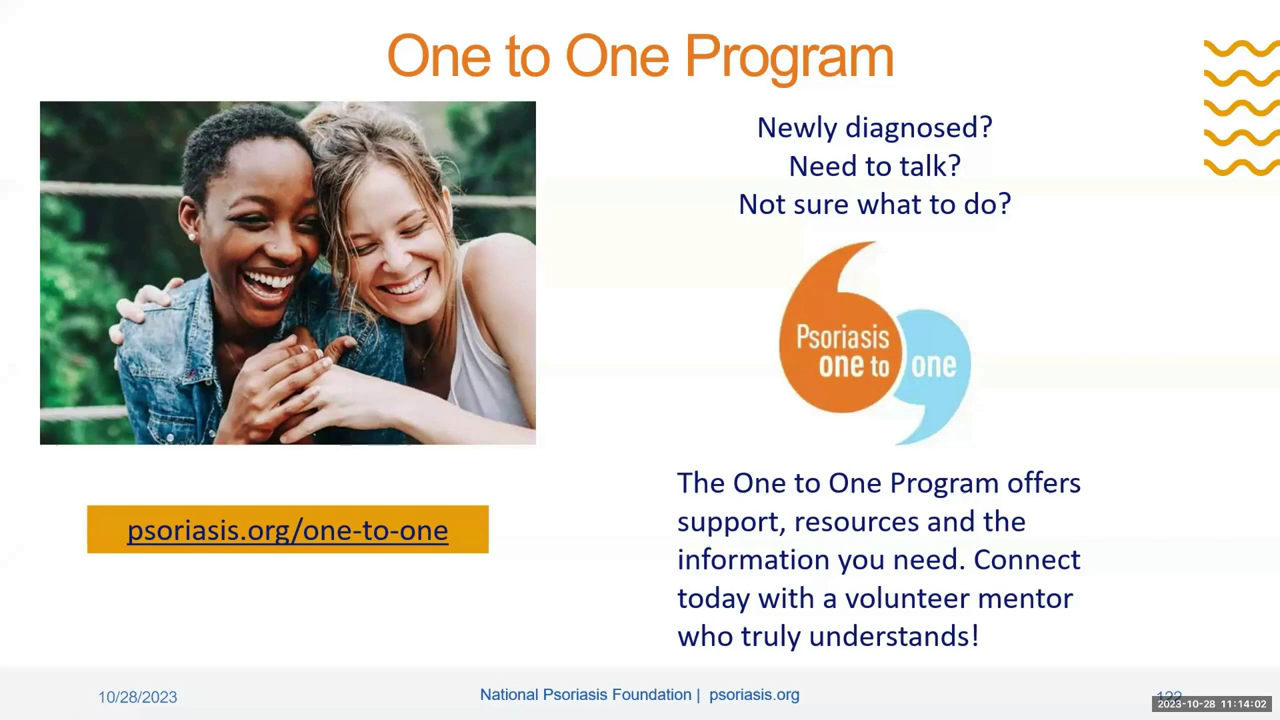 One to One Program
Newly diagnosed?
Need to talk?
Not sure what to do?
Psoriasis
one to one
psoriasis.org/one-to-one
The One to One Program offers
support, resources and the
information you need. Connect
today with a volunteer mentor
who truly understands!
10/28/2023
National Psoriasis Foundation | psoriasis.org
2023-10-28 11:14:02